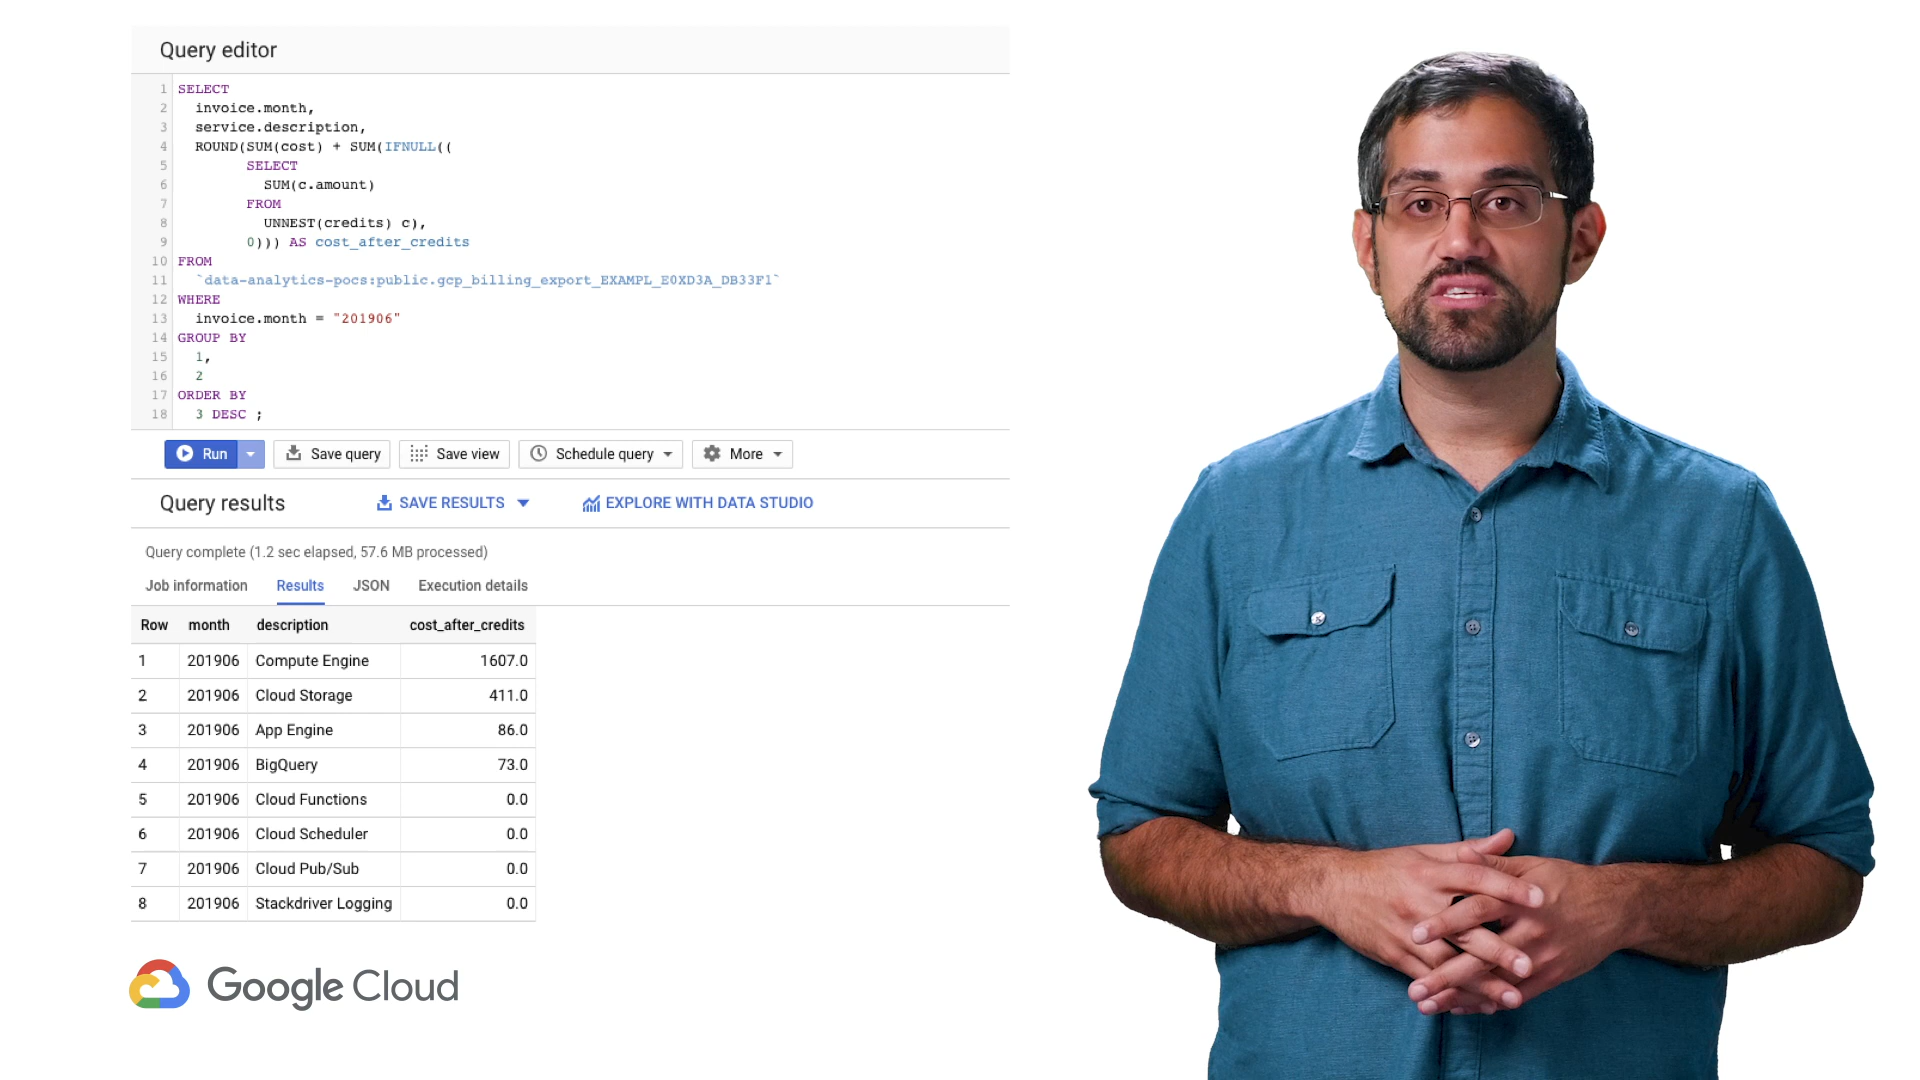 Query editor
1 SELECT
2 invoice.month,
3 service.description,
4 ROUND(SUM(cost) + SUM(IFNULL((
5 SELECT
6 SUM(c.amount)
7 FROM
8 UNNEST(credits) c),
9 0))) AS cost_after_credits
10 FROM
11 `data-analytics-pocs:public.gcp_billing_export_EXAMPL_E0XD3A_DB33F1`
12 WHERE
13 invoice.month = "201906"
14 GROUP BY
15 1,
16 2
17 ORDER BY
18 3 DESC ;
Run Save query Save view Schedule query More
Query results SAVE RESULTS EXPLORE WITH DATA STUDIO
Query complete (1.2 sec elapsed, 57.6 MB processed)
Job information Results JSON Execution details
Row month description cost_after_credits
1 201906 Compute Engine 1607.0
2 201906 Cloud Storage 411.0
3 201906 App Engine 86.0
4 201906 BigQuery 73.0
5 201906 Cloud Functions 0.0
6 201906 Cloud Scheduler 0.0
7 201906 Cloud Pub/Sub 0.0
8 201906 Stackdriver Logging 0.0
Google Cloud